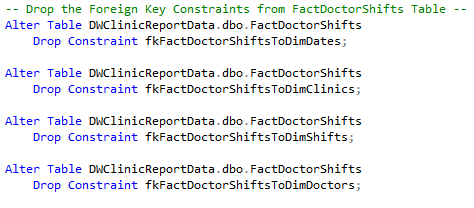 -- Drop the Foreign Key Constraints from FactDoctorShifts Table --
Alter Table DWClinicReportData.dbo.FactDoctorShifts
Drop Constraint fkFactDoctorShiftsToDimDates;
Alter Table DWClinicReportData.dbo.FactDoctorShifts
Drop Constraint fkFactDoctorShiftsToDimClinics;
Alter Table DWClinicReportData.dbo.FactDoctorShifts
Drop Constraint fkFactDoctorShiftsToDimShifts;
Alter Table DWClinicReportData.dbo.FactDoctorShifts
Drop Constraint fkFactDoctorShiftsToDimDoctors;